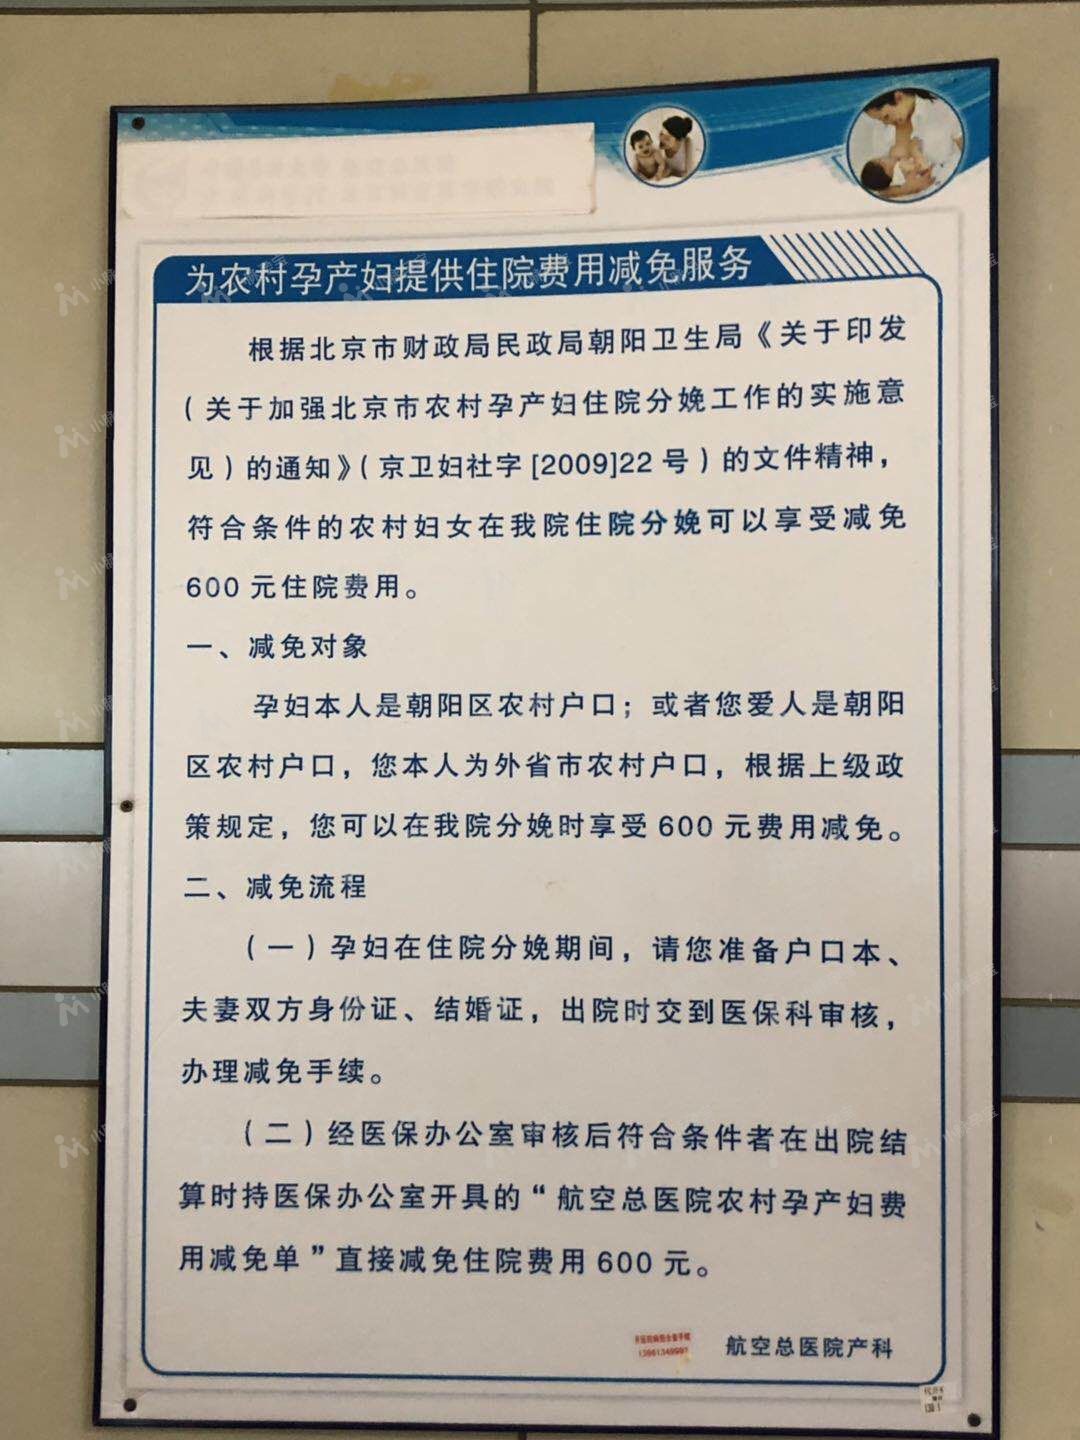 为农村孕产妇提供住院费用减免服务
根据北京市财政局民政局朝阳卫生局《关于印发
（关于加强北京市农村孕产妇住院分娩工作的实施意
见）的通知》（京卫妇社字[2009]22号）的文件精神，
符合条件的农村妇女在我院住院分娩可以享受减免
600元住院费用。
一、减免对象
孕妇本人是朝阳区农村户口；或者您爱人是朝阳
区农村户口，您本人为外省市农村户口，根据上级政
策规定，您可以在我院分娩时享受600元费用减免。
二、减免流程
（一）孕妇在住院分娩期间，请您准备户口本、
夫妻双方身份证、结婚证，出院时交到医保科审核，
办理减免手续。
（二）经医保办公室审核后符合条件者在出院结
算时持医保办公室开具的“航空总医院农村孕产妇费
用减免单”直接减免住院费用600元。
航空总医院产科